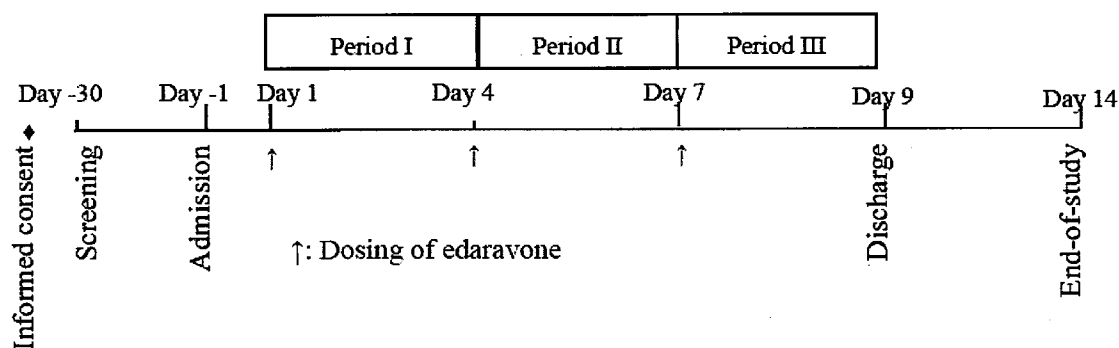 Period I Period II Period III
Day -30 Day -1 Day 1 Day 4 Day 7 Day 9 Day 14
↑ ↑ ↑
Informed consent
Screening
Admission
Discharge
End-of-study
↑: Dosing of edaravone